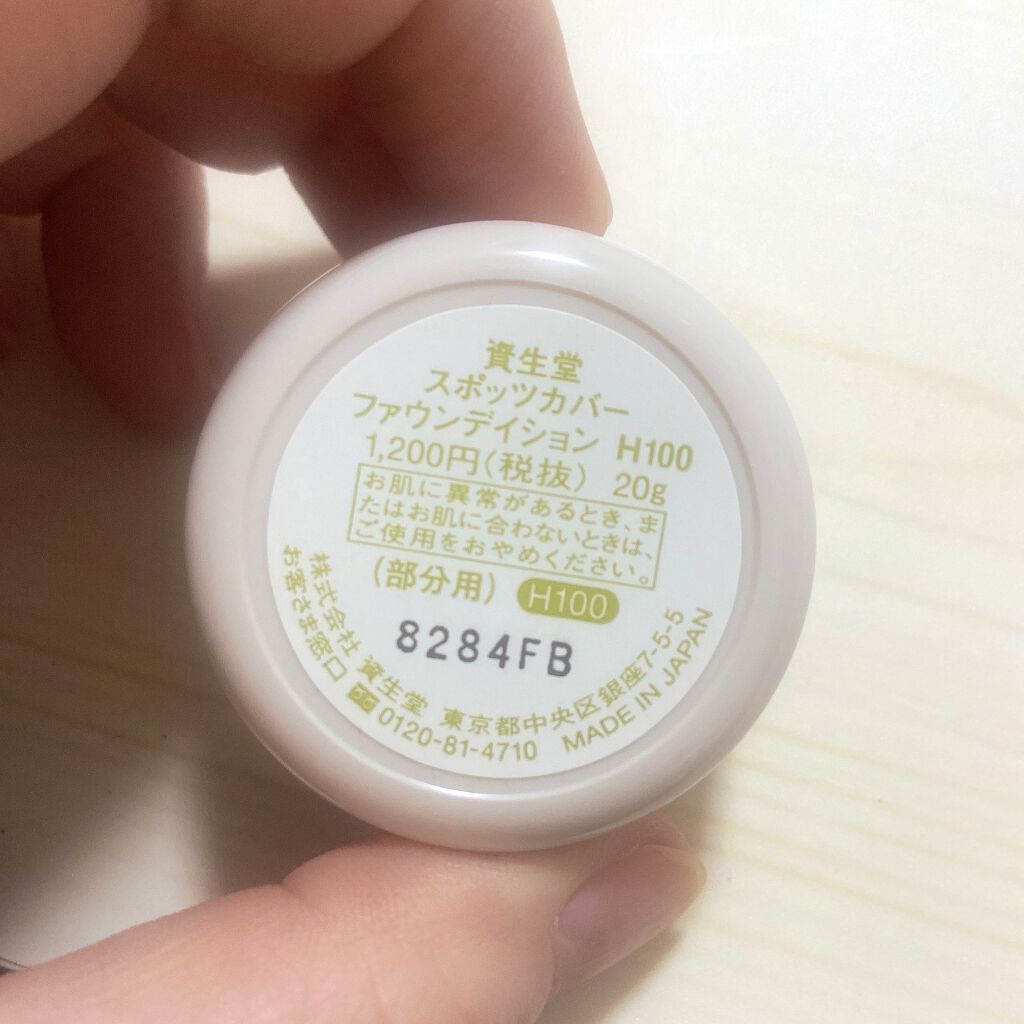 資生堂
スポッツカバー
ファウンデイション H100
1,200円(税抜) 20g
お肌に異常があるとき、ま
たはお肌に合わないときは、
ご使用をおやめください。
(部分用) H100
8284FB
株式会社 資生堂 東京都中央区銀座7-5-5
お客さま窓口 0120-81-4710 MADE IN JAPAN